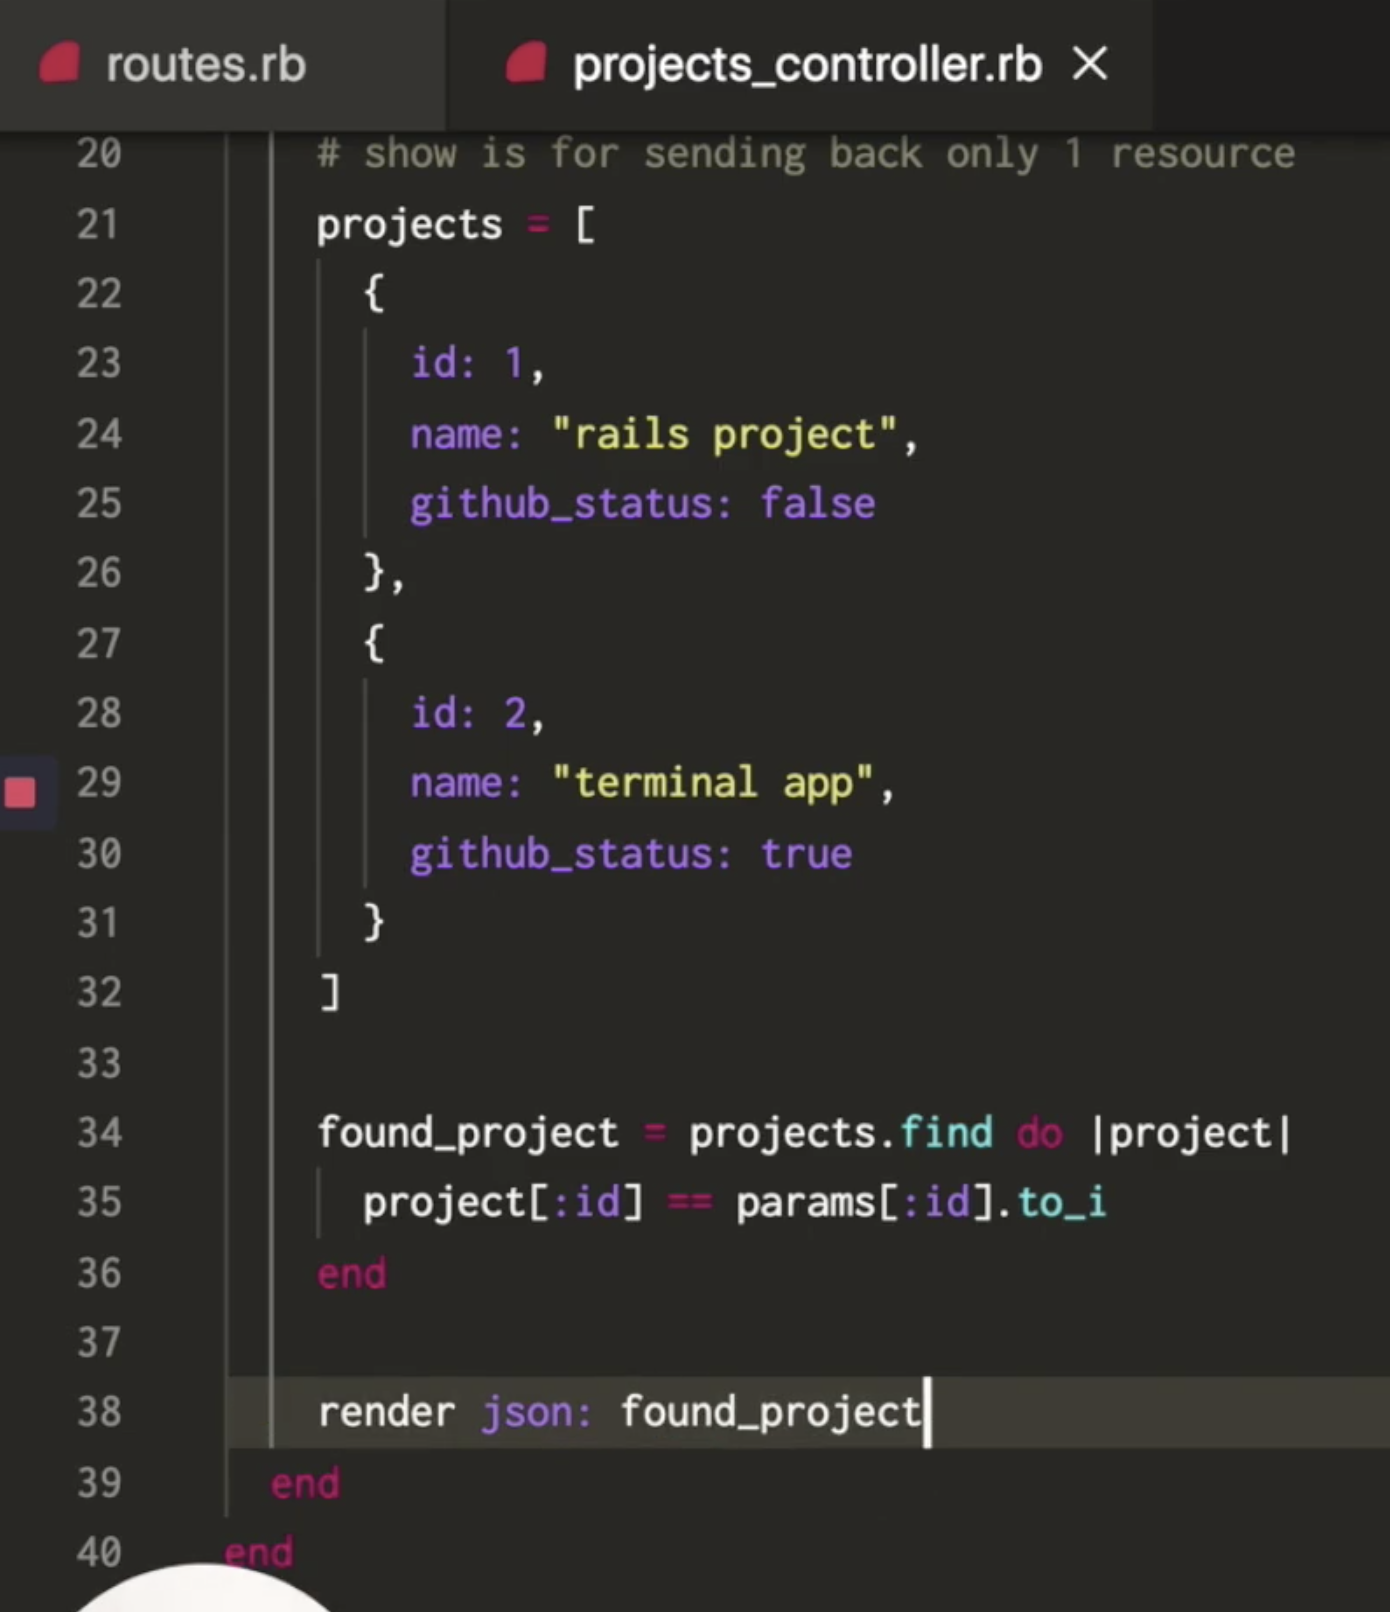 routes.rb
projects_controller.rb
20 # show is for sending back only 1 resource
21 projects = [
22 {
23 id: 1,
24 name: "rails project",
25 github_status: false
26 },
27 {
28 id: 2,
29 name: "terminal app",
30 github_status: true
31 }
32 ]
33
34 found_project = projects.find do |project|
35 project[:id] == params[:id].to_i
36 end
37
38 render json: found_project
39 end
40 end